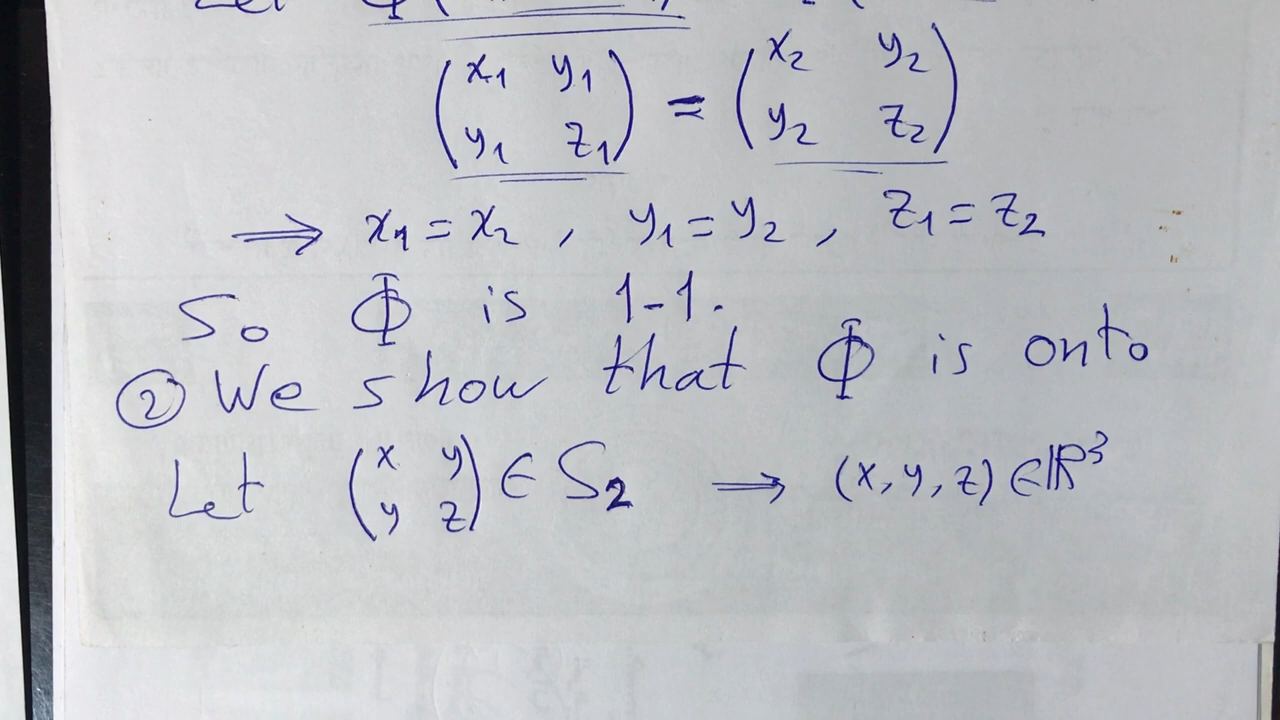 Let Φ(
( x1 y1 ) = ( x2 y2 )
( y1 z1 ) ( y2 z2 )
⟹ x1 = x2 , y1 = y2 , z1 = z2
So Φ is 1-1.
② We show that Φ is onto
Let ( x y ; y z ) ∈ S2 → (x, y, z) ∈ ℝ³